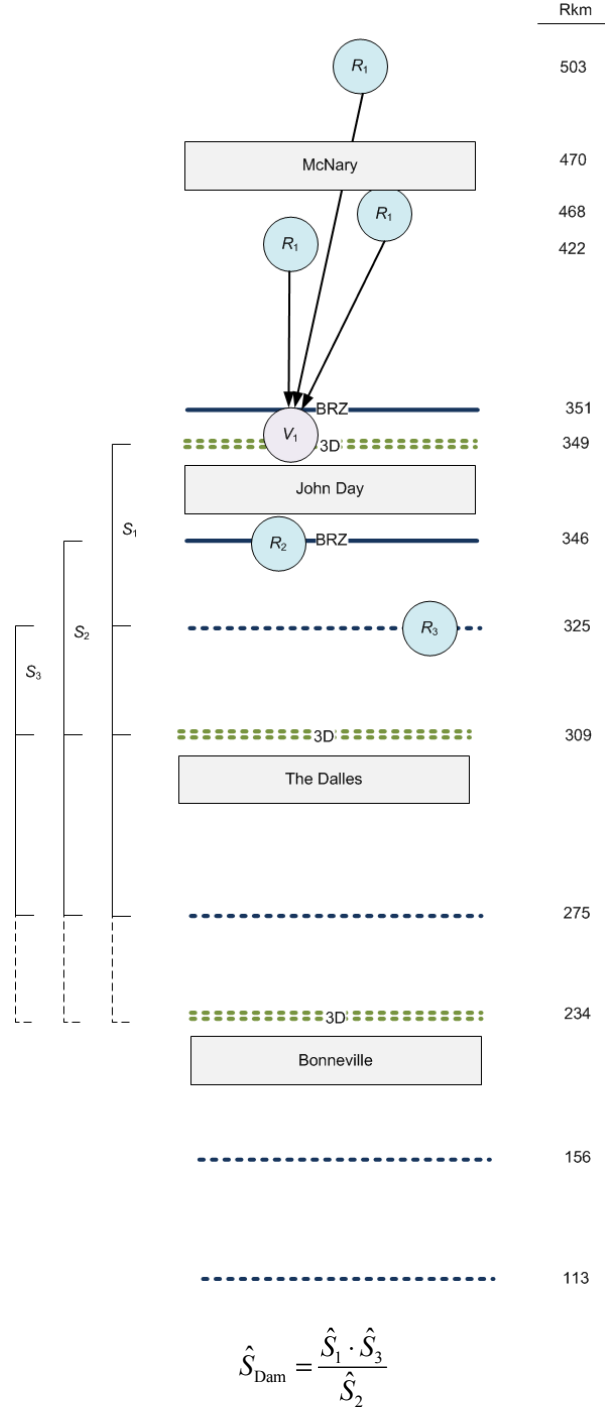 Rkm
R1
503
McNary
470
R1
468
R1
422
BRZ
351
V1
3D
349
John Day
S1
R2
BRZ
346
S2
R3
325
S3
3D
309
The Dalles
275
3D
234
Bonneville
156
113
Ŝ_Dam = (Ŝ1 · Ŝ3) / Ŝ2